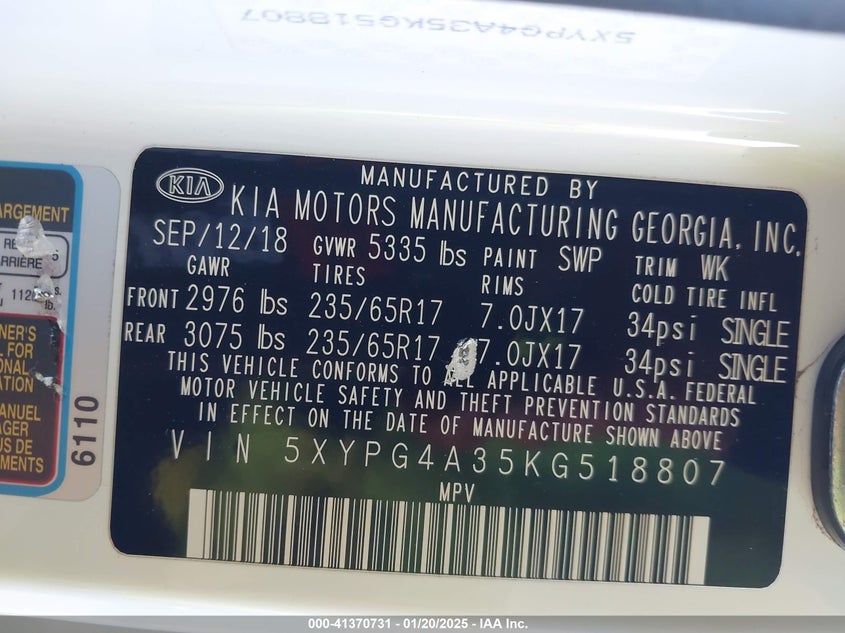 5XYPG4A35KG518807
MANUFACTURED BY
KIA KIA MOTORS MANUFACTURING GEORGIA, INC.
SEP/12/18 GVWR 5335 lbs PAINT SWP TRIM WK
GAWR TIRES RIMS COLD TIRE INFL
FRONT 2976 lbs 235/65R17 7.0JX17 34psi SINGLE
REAR 3075 lbs 235/65R17 7.0JX17 34psi SINGLE
THIS VEHICLE CONFORMS TO ALL APPLICABLE U.S.A. FEDERAL
MOTOR VEHICLE SAFETY AND THEFT PREVENTION STANDARDS
IN EFFECT ON THE DATE OF MANUFACTURE SHOWN ABOVE
VIN 5XYPG4A35KG518807
MPV
6110
000-41370731 - 01/20/2025 - IAA Inc.